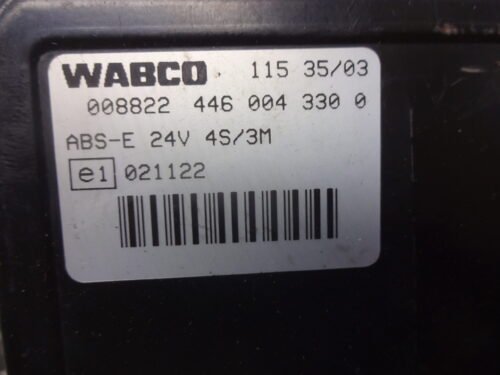 WABCO 115 35/03
008822 446 004 330 0
ABS-E 24V 4S/3M
e1 021122